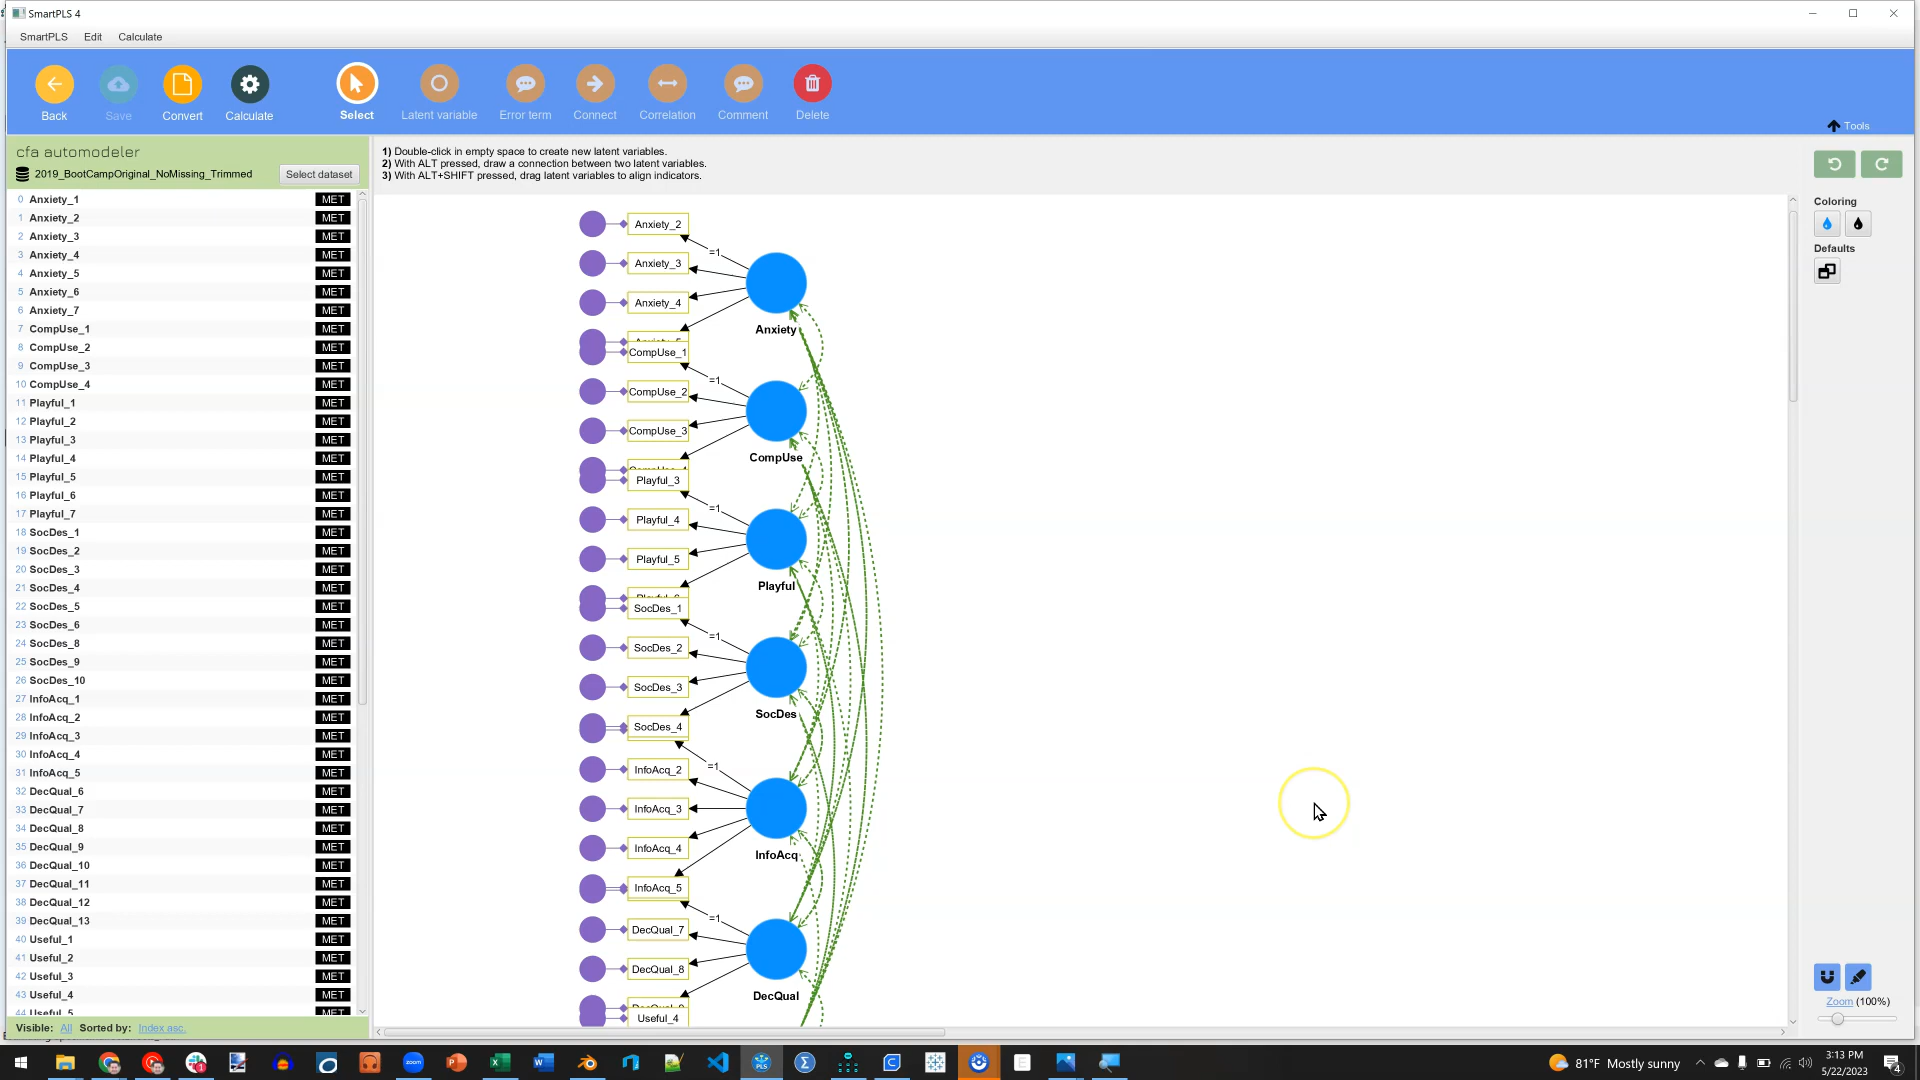 SmartPLS 4
SmartPLS Edit Calculate
Back Save Convert Calculate Select Latent variable Error term Connect Correlation Comment Delete
Tools
cfa automodeler
2019_BootCampOriginal_NoMissing_Trimmed Select dataset
1) Double-click in empty space to create new latent variables.
2) With ALT pressed, draw a connection between two latent variables.
3) With ALT+SHIFT pressed, drag latent variables to align indicators.
0 Anxiety_1 MET
1 Anxiety_2 MET
2 Anxiety_3 MET
3 Anxiety_4 MET
4 Anxiety_5 MET
5 Anxiety_6 MET
6 Anxiety_7 MET
7 CompUse_1 MET
8 CompUse_2 MET
9 CompUse_3 MET
10 CompUse_4 MET
11 Playful_1 MET
12 Playful_2 MET
13 Playful_3 MET
14 Playful_4 MET
15 Playful_5 MET
16 Playful_6 MET
17 Playful_7 MET
18 SocDes_1 MET
19 SocDes_2 MET
20 SocDes_3 MET
21 SocDes_4 MET
22 SocDes_5 MET
23 SocDes_6 MET
24 SocDes_8 MET
25 SocDes_9 MET
26 SocDes_10 MET
27 InfoAcq_1 MET
28 InfoAcq_2 MET
29 InfoAcq_3 MET
30 InfoAcq_4 MET
31 InfoAcq_5 MET
32 DecQual_6 MET
33 DecQual_7 MET
34 DecQual_8 MET
35 DecQual_9 MET
36 DecQual_10 MET
37 DecQual_11 MET
38 DecQual_12 MET
39 DecQual_13 MET
40 Useful_1 MET
41 Useful_2 MET
42 Useful_3 MET
43 Useful_4 MET
44 Useful_5 MET
Visible: All Sorted by: Index asc.
Anxiety_2
=1
Anxiety_3
Anxiety_4
Anxiety
CompUse_1
=1
CompUse_2
CompUse_3
CompUse
Playful_3
=1
Playful_4
Playful_5
Playful
SocDes_1
=1
SocDes_2
SocDes_3
SocDes
SocDes_4
=1
InfoAcq_2
InfoAcq_3
InfoAcq_4
InfoAcq
InfoAcq_5
=1
DecQual_7
DecQual_8
DecQual
Useful_4
Coloring
Defaults
Zoom (100%)
81°F Mostly sunny
3:13 PM
5/22/2023
4